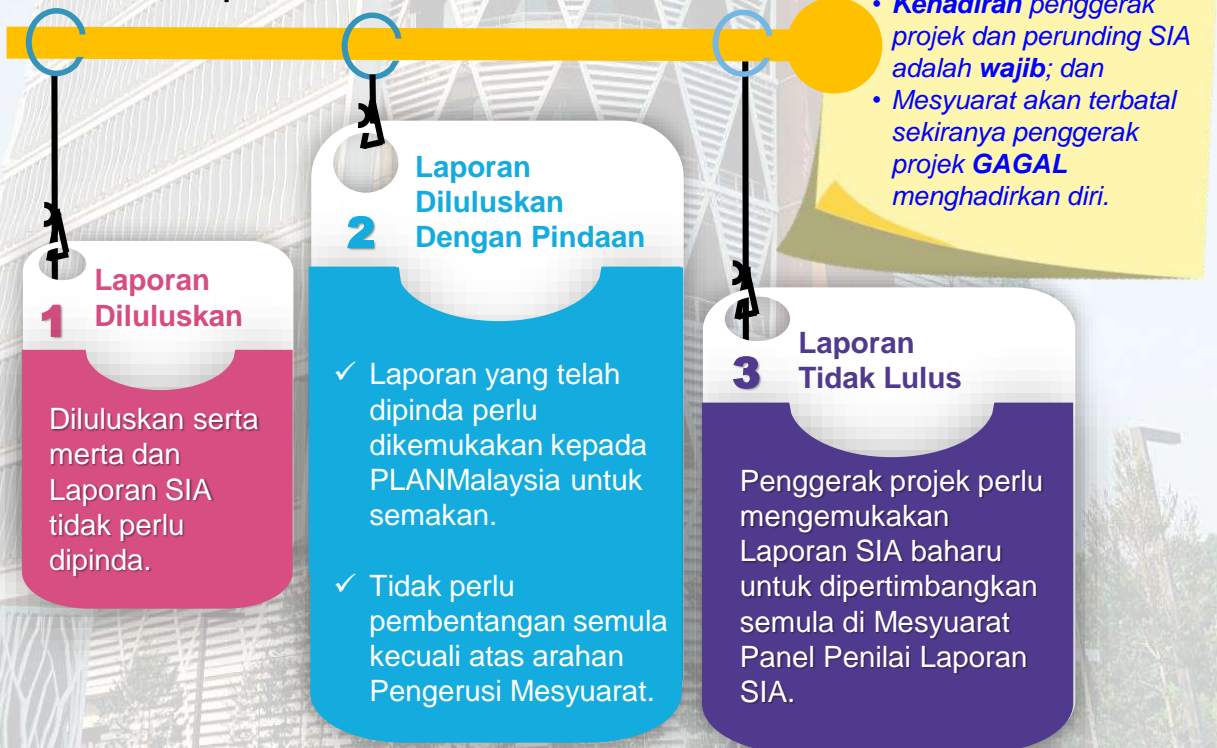 • Kehadiran penggerak
projek dan perunding SIA
adalah wajib; dan
• Mesyuarat akan terbatal
sekiranya penggerak
projek GAGAL
menghadirkan diri.
1
Laporan
Diluluskan
Diluluskan serta
merta dan
Laporan SIA
tidak perlu
dipinda.
2
Laporan
Diluluskan
Dengan Pindaan
✓ Laporan yang telah
dipinda perlu
dikemukakan kepada
PLANMalaysia untuk
semakan.
✓ Tidak perlu
pembentangan semula
kecuali atas arahan
Pengerusi Mesyuarat.
3
Laporan
Tidak Lulus
Penggerak projek perlu
mengemukakan
Laporan SIA baharu
untuk dipertimbangkan
semula di Mesyuarat
Panel Penilai Laporan
SIA.